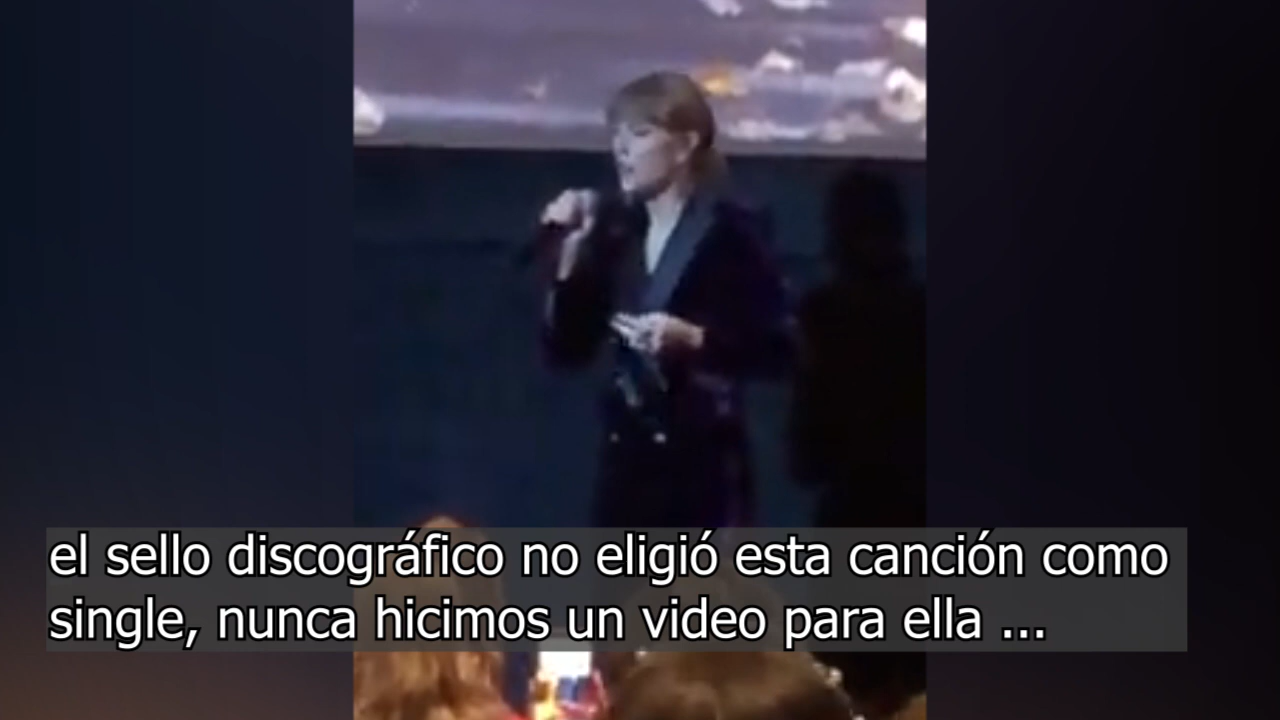 el sello discográfico no eligió esta canción como
single, nunca hicimos un video para ella ...